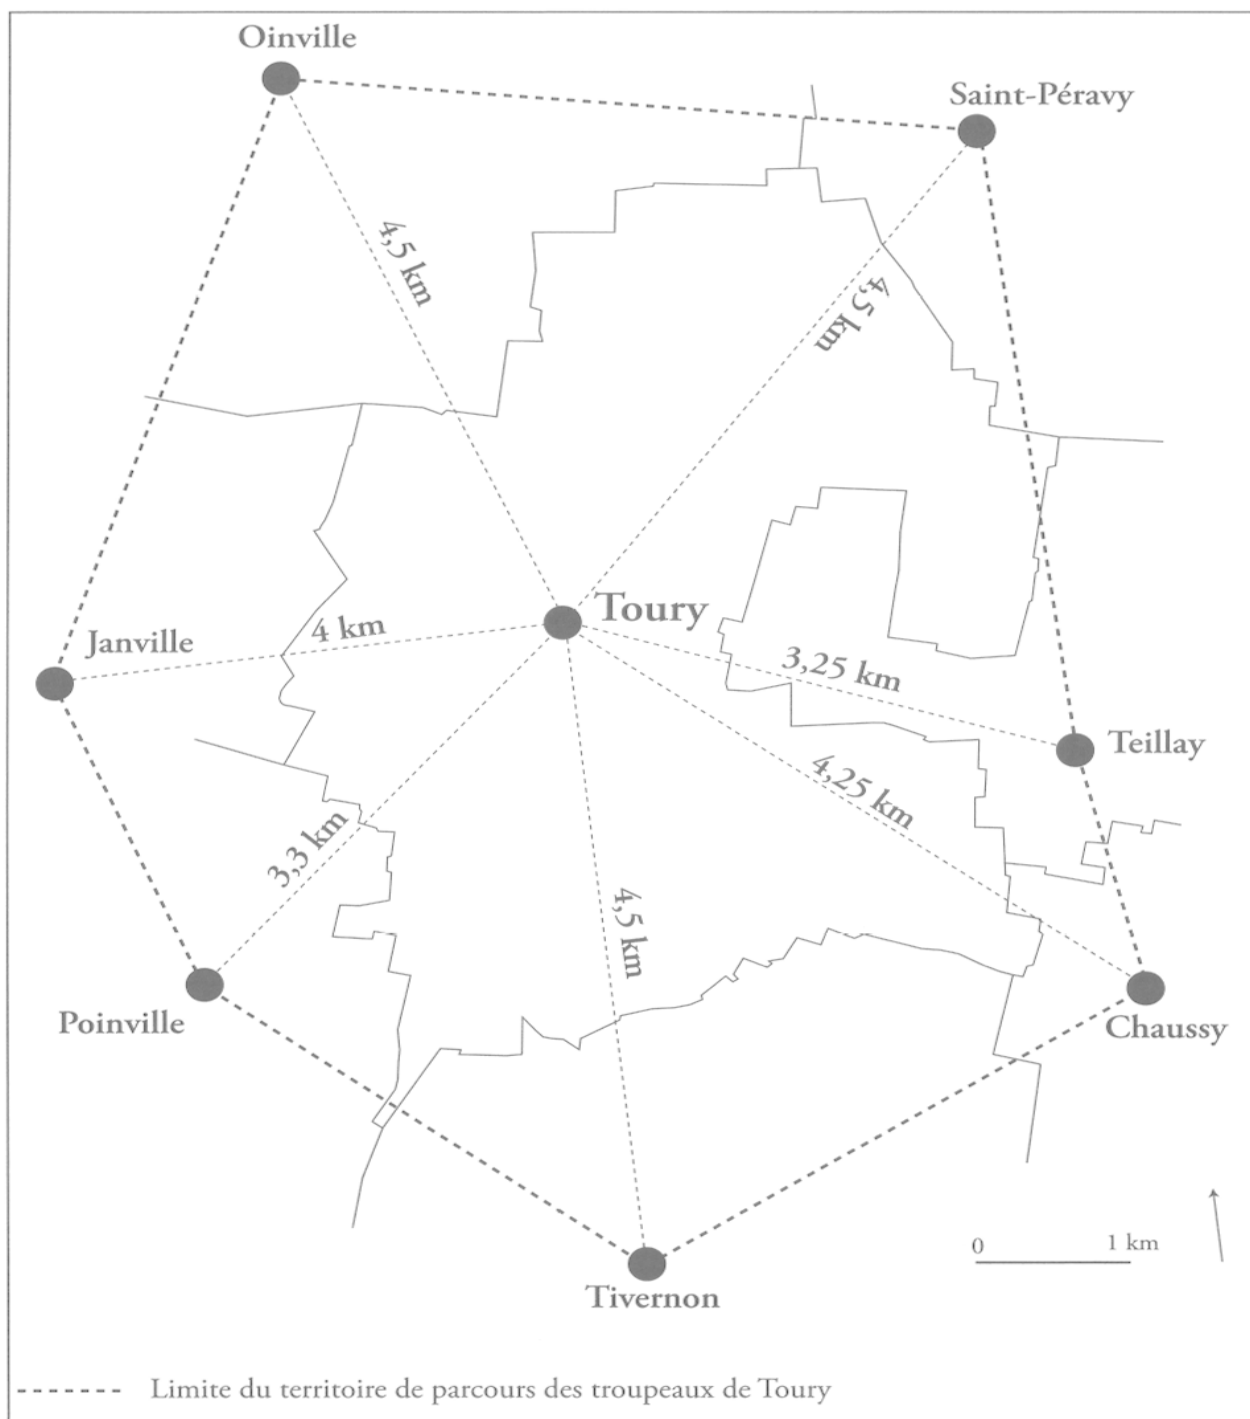 Oinville
Saint-Péravy
4,5 km
4,5 km
Toury
4 km
Janville
3,25 km
Teillay
4,25 km
3,3 km
4,5 km
Poinville
Chaussy
0 1 km
Tivernon
Limite du territoire de parcours des troupeaux de Toury